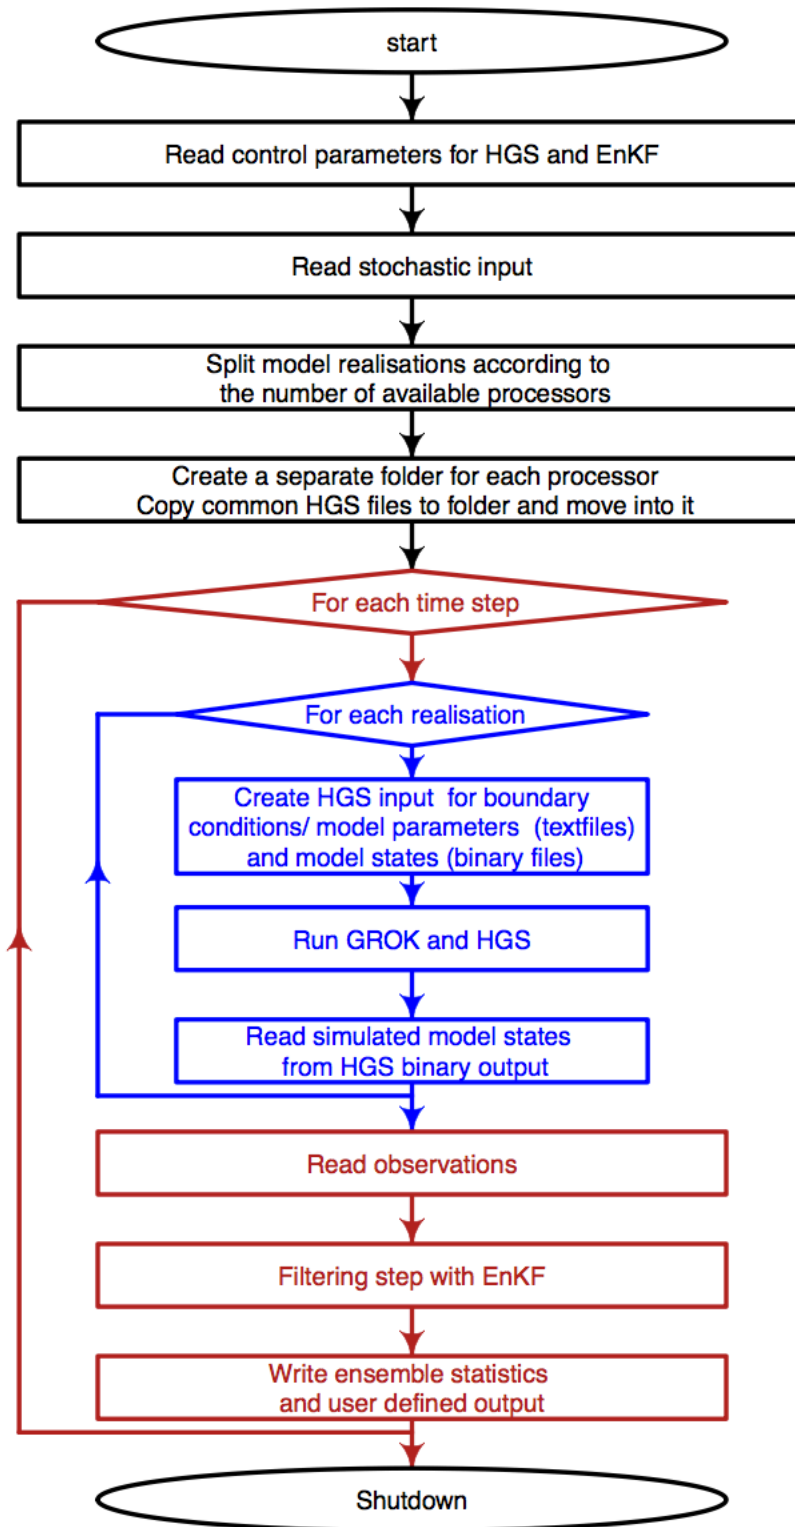 start
Read control parameters for HGS and EnKF
Read stochastic input
Split model realisations according to
the number of available processors
Create a separate folder for each processor
Copy common HGS files to folder and move into it
For each time step
For each realisation
Create HGS input for boundary
conditions/ model parameters (textfiles)
and model states (binary files)
Run GROK and HGS
Read simulated model states
from HGS binary output
Read observations
Filtering step with EnKF
Write ensemble statistics
and user defined output
Shutdown